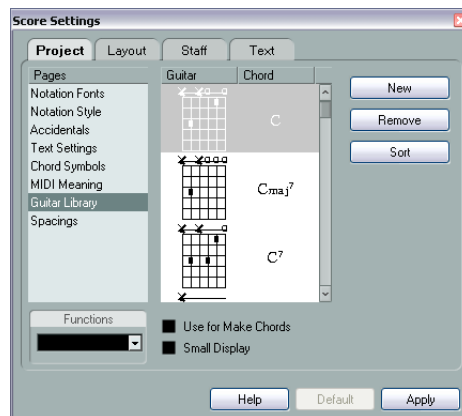 Score Settings
Project Layout Staff Text
Pages
Notation Fonts
Notation Style
Accidentals
Text Settings
Chord Symbols
MIDI Meaning
Guitar Library
Spacings
Functions
Guitar Chord
C
Cmaj7
C7
Use for Make Chords
Small Display
New
Remove
Sort
Help Default Apply